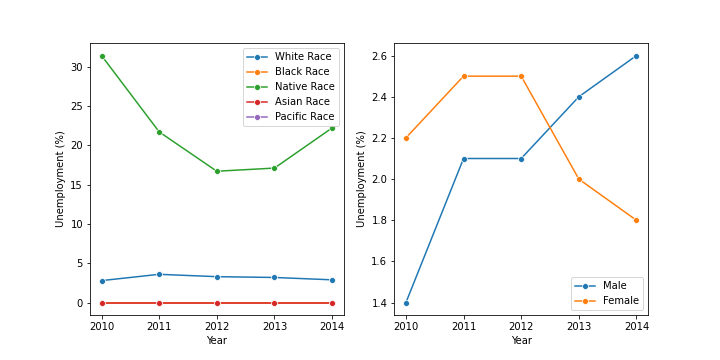 Unemployment (%)
30
25
20
15
10
5
0
2010 2011 2012 2013 2014
Year
White Race
Black Race
Native Race
Asian Race
Pacific Race
Unemployment (%)
2.6
2.4
2.2
2.0
1.8
1.6
1.4
2010 2011 2012 2013 2014
Year
Male
Female